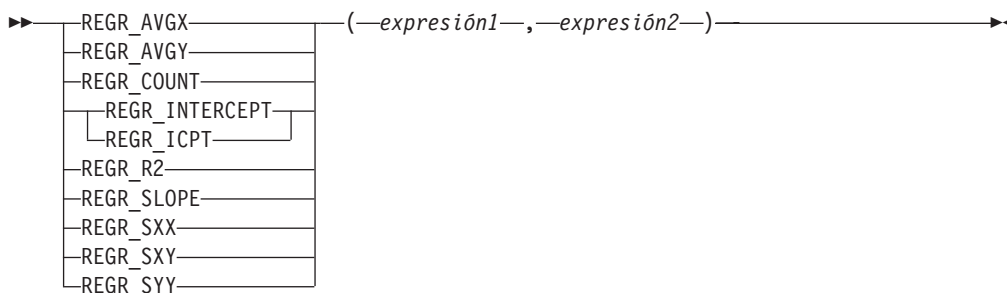 REGR_AVGX ( expresión1 , expresión2 )
REGR_AVGY
REGR_COUNT
REGR_INTERCEPT
REGR_ICPT
REGR_R2
REGR_SLOPE
REGR_SXX
REGR_SXY
REGR_SYY